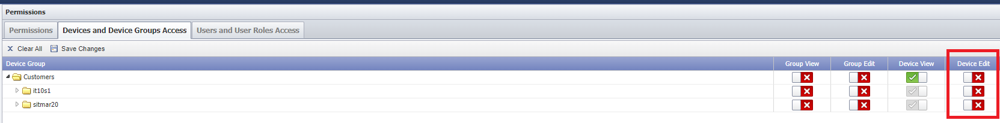 Permissions
Permissions Devices and Device Groups Access Users and User Roles Access
Clear All Save Changes
Device Group Group View Group Edit Device View Device Edit
Customers
it10s1
sitmar20